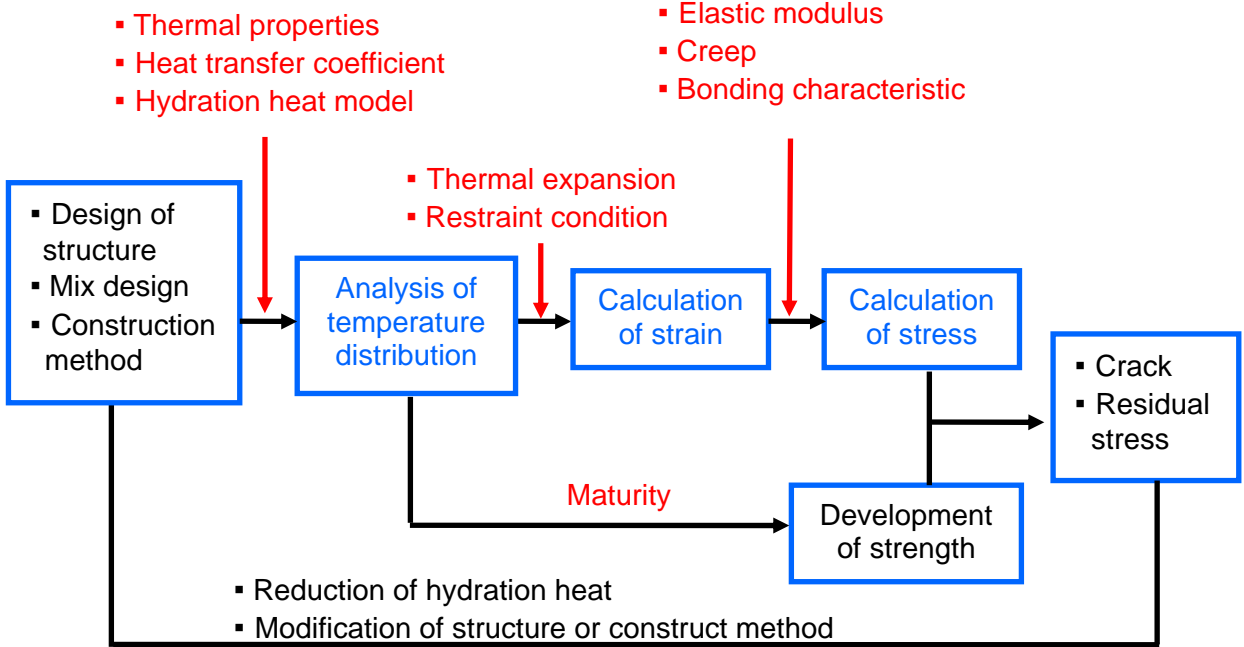 ▪ Thermal properties
▪ Heat transfer coefficient
▪ Hydration heat model
▪ Elastic modulus
▪ Creep
▪ Bonding characteristic
▪ Thermal expansion
▪ Restraint condition
▪ Design of
structure
▪ Mix design
▪ Construction
method
Analysis of
temperature
distribution
Calculation
of strain
Calculation
of stress
▪ Crack
▪ Residual
stress
Maturity
Development
of strength
▪ Reduction of hydration heat
▪ Modification of structure or construct method